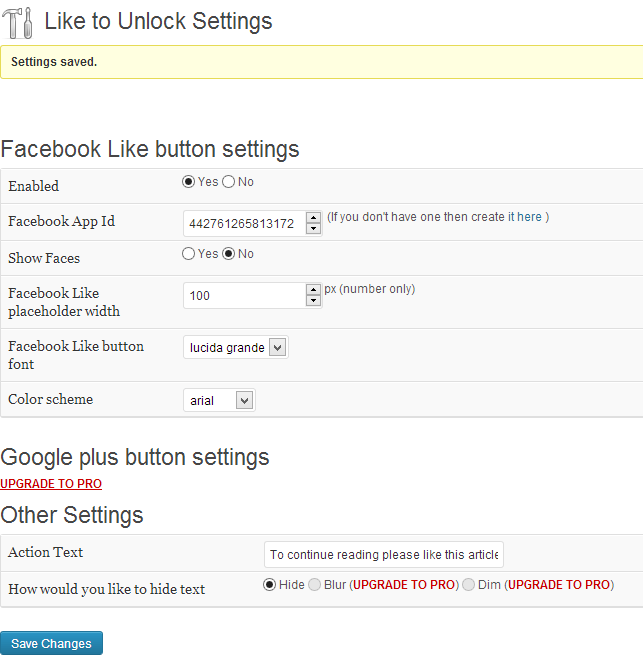 Like to Unlock Settings
Settings saved.
Facebook Like button settings
Enabled Yes No
Facebook App Id 442761265813172 (If you don't have one then create it here )
Show Faces Yes No
Facebook Like
placeholder width 100 px (number only)
Facebook Like button
font lucida grande
Color scheme arial
Google plus button settings
UPGRADE TO PRO
Other Settings
Action Text To continue reading please like this article
How would you like to hide text Hide Blur (UPGRADE TO PRO) Dim (UPGRADE TO PRO)
Save Changes